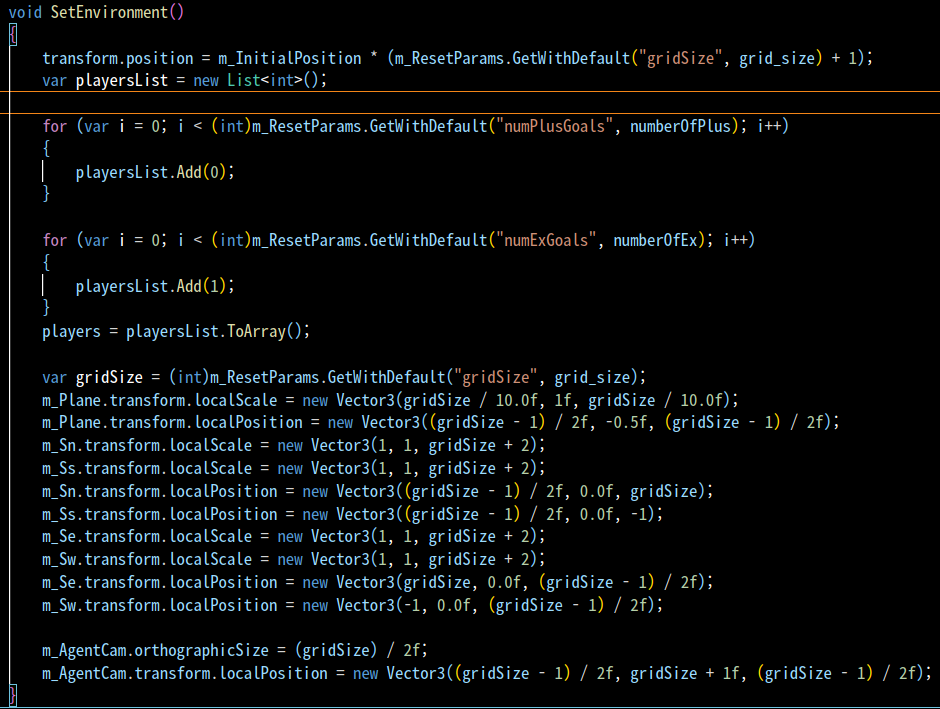 void SetEnvironment()
{
    transform.position = m_InitialPosition * (m_ResetParams.GetWithDefault("gridSize", grid_size) + 1);
    var playersList = new List<int>();

    for (var i = 0; i < (int)m_ResetParams.GetWithDefault("numPlusGoals", numberOfPlus); i++)
    {
        playersList.Add(0);
    }

    for (var i = 0; i < (int)m_ResetParams.GetWithDefault("numExGoals", numberOfEx); i++)
    {
        playersList.Add(1);
    }
    players = playersList.ToArray();

    var gridSize = (int)m_ResetParams.GetWithDefault("gridSize", grid_size);
    m_Plane.transform.localScale = new Vector3(gridSize / 10.0f, 1f, gridSize / 10.0f);
    m_Plane.transform.localPosition = new Vector3((gridSize - 1) / 2f, -0.5f, (gridSize - 1) / 2f);
    m_Sn.transform.localScale = new Vector3(1, 1, gridSize + 2);
    m_Ss.transform.localScale = new Vector3(1, 1, gridSize + 2);
    m_Sn.transform.localPosition = new Vector3((gridSize - 1) / 2f, 0.0f, gridSize);
    m_Ss.transform.localPosition = new Vector3((gridSize - 1) / 2f, 0.0f, -1);
    m_Se.transform.localScale = new Vector3(1, 1, gridSize + 2);
    m_Sw.transform.localScale = new Vector3(1, 1, gridSize + 2);
    m_Se.transform.localPosition = new Vector3(gridSize, 0.0f, (gridSize - 1) / 2f);
    m_Sw.transform.localPosition = new Vector3(-1, 0.0f, (gridSize - 1) / 2f);

    m_AgentCam.orthographicSize = (gridSize) / 2f;
    m_AgentCam.transform.localPosition = new Vector3((gridSize - 1) / 2f, gridSize + 1f, (gridSize - 1) / 2f);
}